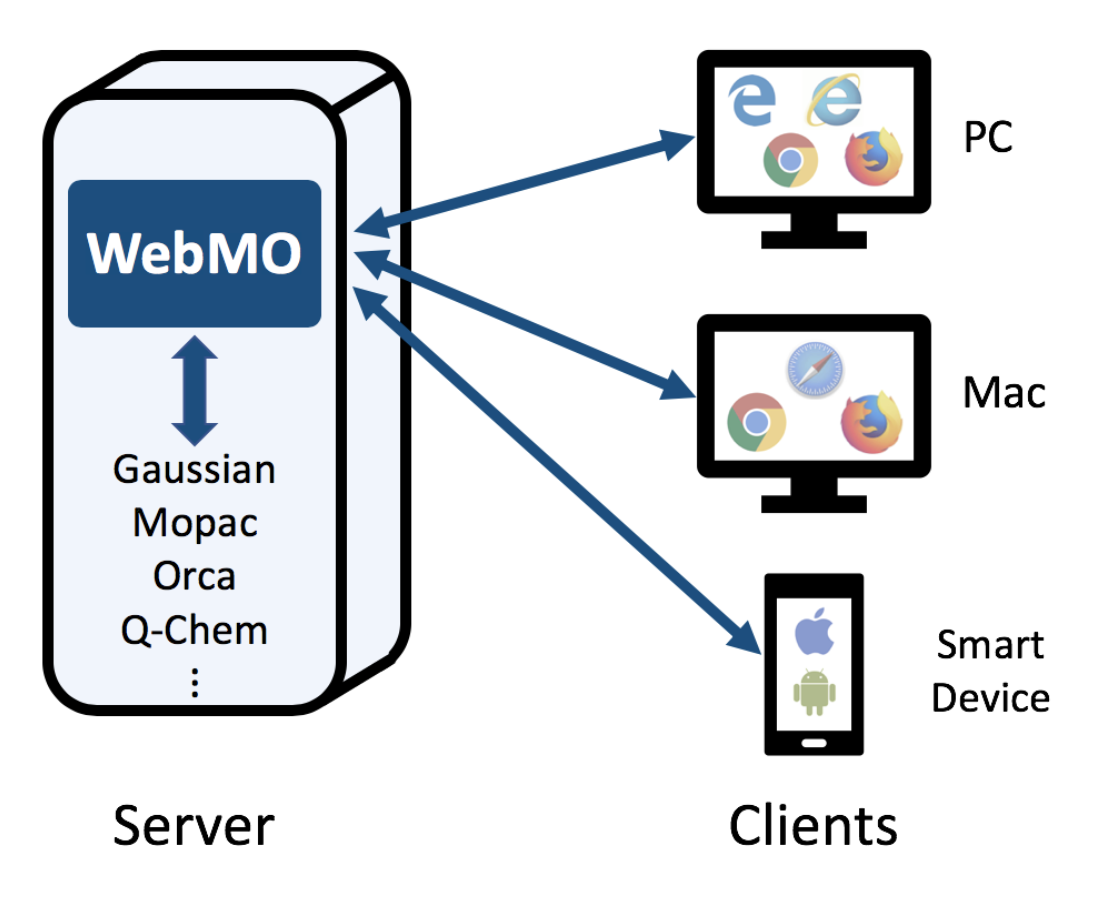 WebMO
Gaussian
Mopac
Orca
Q-Chem
⋮
Server
PC
Mac
Smart
Device
Clients